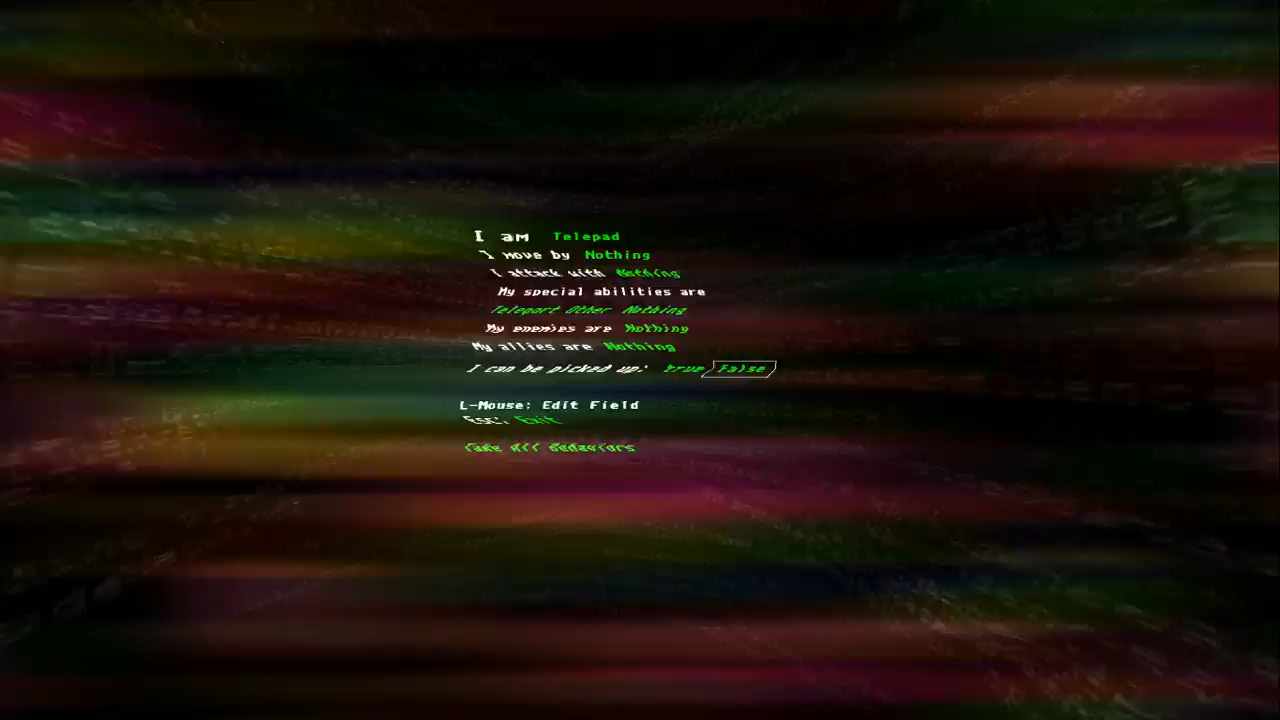 I am Telepad
I move by Nothing
I attack with Nothing
My special abilities are
Teleport Other Nothing
My enemies are Nothing
My allies are Nothing
I can be picked up: True False
L-Mouse: Edit Field
Esc: Exit
Take All Behaviors